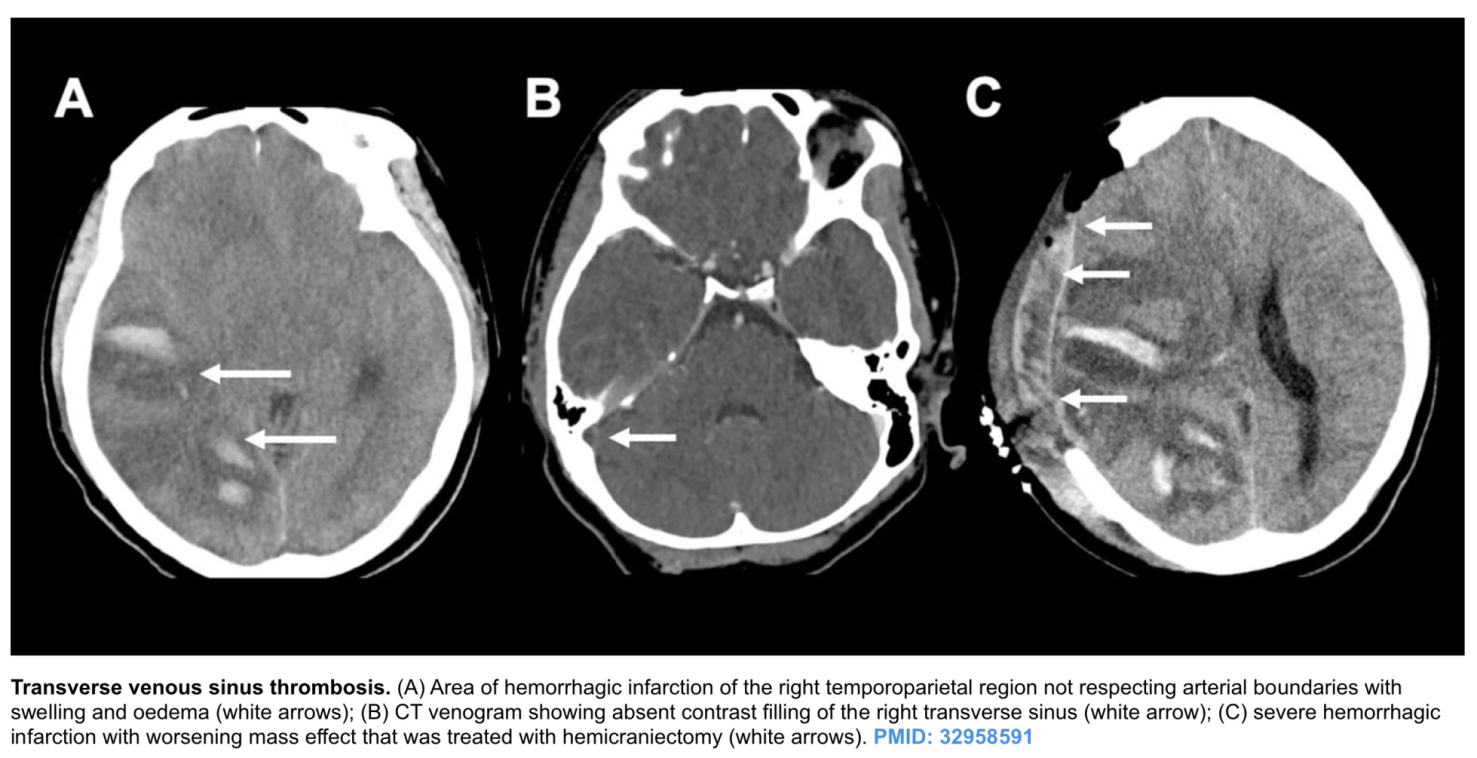 A
B
C
Transverse venous sinus thrombosis. (A) Area of hemorrhagic infarction of the right temporoparietal region not respecting arterial boundaries with
swelling and oedema (white arrows); (B) CT venogram showing absent contrast filling of the right transverse sinus (white arrow); (C) severe hemorrhagic
infarction with worsening mass effect that was treated with hemicraniectomy (white arrows). PMID: 32958591